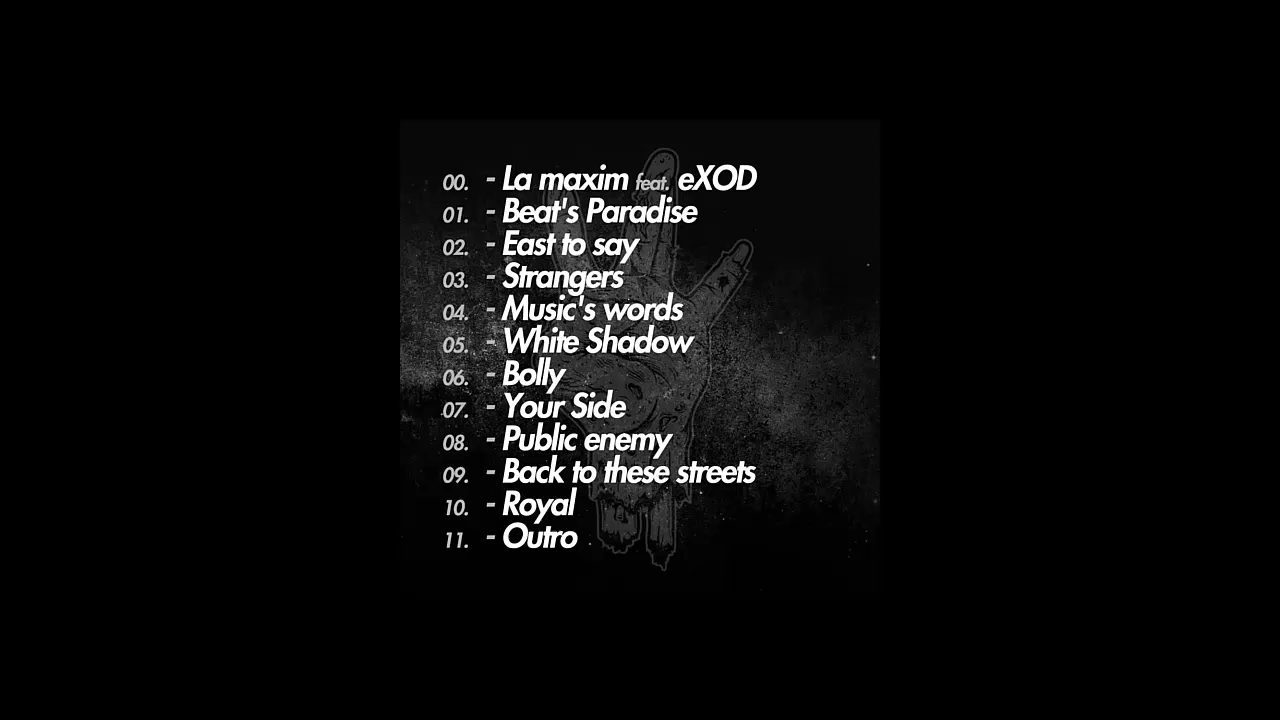 00. - La maxim feat. eXOD
01. - Beat's Paradise
02. - East to say
03. - Strangers
04. - Music's words
05. - White Shadow
06. - Bolly
07. - Your Side
08. - Public enemy
09. - Back to these streets
10. - Royal
11. - Outro